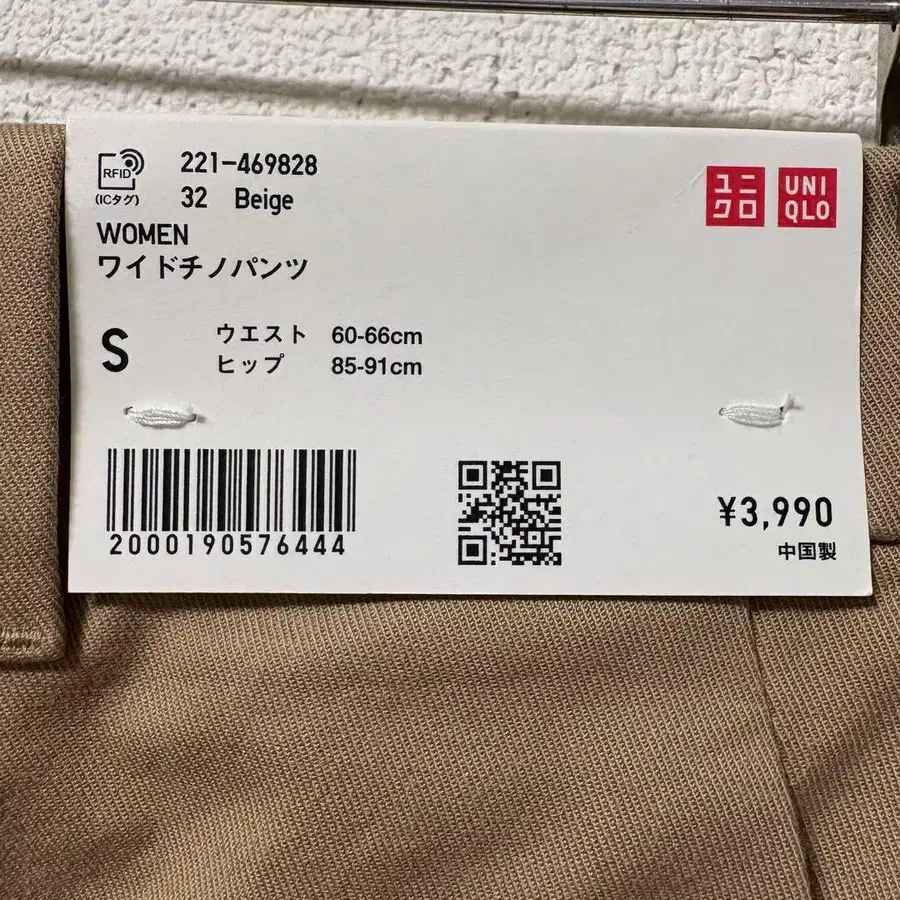 RFID
(ICタグ)
221-469828
32 Beige
ユニクロ
UNIQLO
WOMEN
ワイドチノパンツ
S
ウエスト 60-66cm
ヒップ 85-91cm
2000190576444
¥3,990
中国製